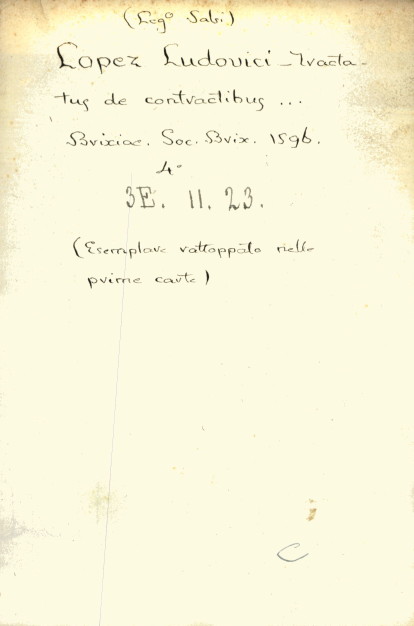 (Legº Sabi)
Lopez Ludovici - Tracta-
tus de contractibus ...
Brixiae. Soc. Brix. 1596.
4º
3E. 11. 23.
(Esemplare rattoppato nelle
prime carte)
C